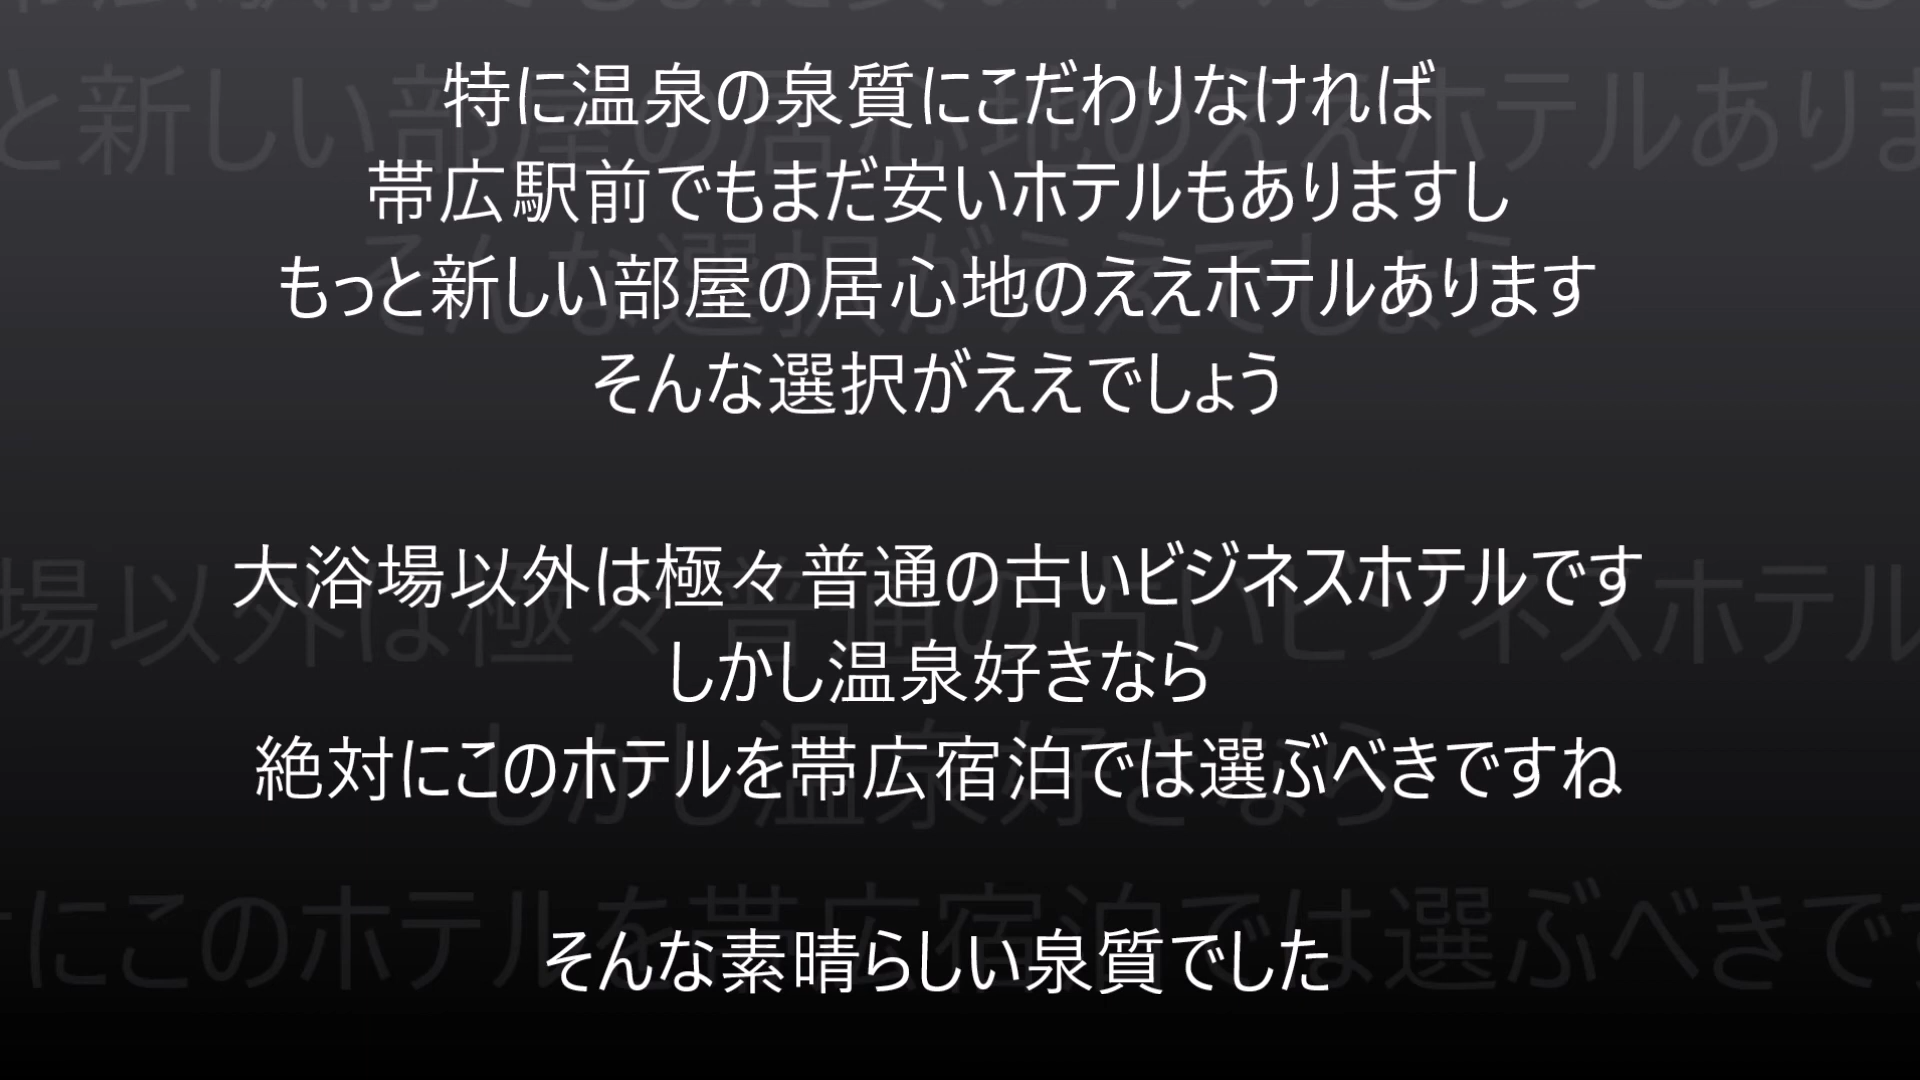 特に温泉の泉質にこだわりなければ
帯広駅前でもまだ安いホテルもありますし
もっと新しい部屋の居心地のええホテルあります
そんな選択がええでしょう
大浴場以外は極々普通の古いビジネスホテルです
しかし温泉好きなら
絶対にこのホテルを帯広宿泊では選ぶべきですね
そんな素晴らしい泉質でした